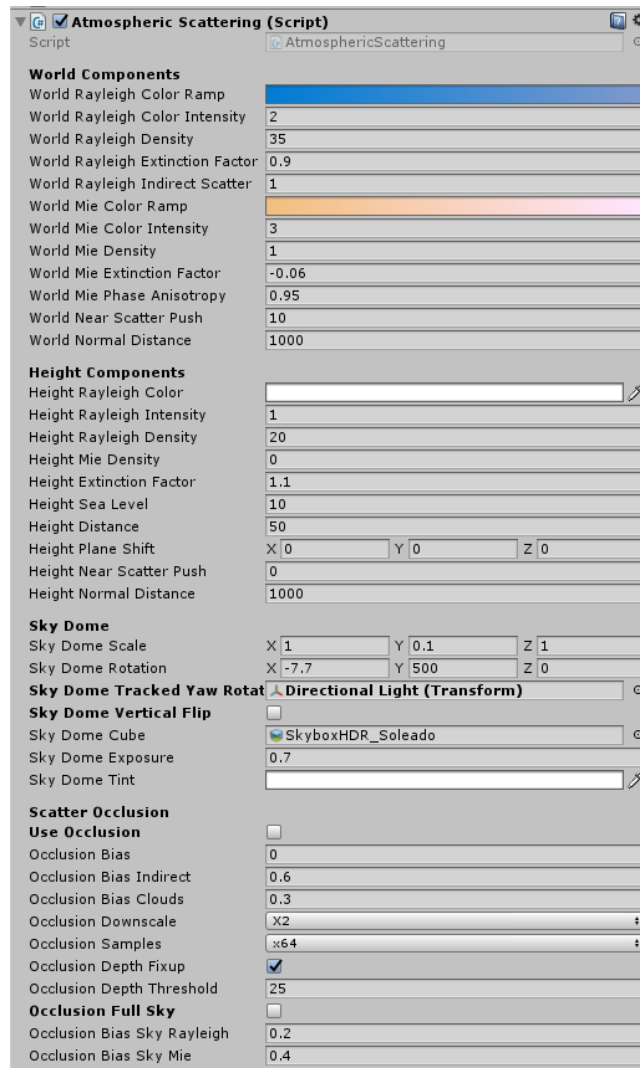 Atmospheric Scattering (Script)
Script AtmosphericScattering
World Components
World Rayleigh Color Ramp
World Rayleigh Color Intensity 2
World Rayleigh Density 35
World Rayleigh Extinction Factor 0.9
World Rayleigh Indirect Scatter 1
World Mie Color Ramp
World Mie Color Intensity 3
World Mie Density 1
World Mie Extinction Factor -0.06
World Mie Phase Anisotropy 0.95
World Near Scatter Push 10
World Normal Distance 1000
Height Components
Height Rayleigh Color
Height Rayleigh Intensity 1
Height Rayleigh Density 20
Height Mie Density 0
Height Extinction Factor 1.1
Height Sea Level 10
Height Distance 50
Height Plane Shift X 0 Y 0 Z 0
Height Near Scatter Push 0
Height Normal Distance 1000
Sky Dome
Sky Dome Scale X 1 Y 0.1 Z 1
Sky Dome Rotation X -7.7 Y 500 Z 0
Sky Dome Tracked Yaw Rotat Directional Light (Transform)
Sky Dome Vertical Flip
Sky Dome Cube SkyboxHDR_Soleado
Sky Dome Exposure 0.7
Sky Dome Tint
Scatter Occlusion
Use Occlusion
Occlusion Bias 0
Occlusion Bias Indirect 0.6
Occlusion Bias Clouds 0.3
Occlusion Downscale X2
Occlusion Samples x64
Occlusion Depth Fixup
Occlusion Depth Threshold 25
Occlusion Full Sky
Occlusion Bias Sky Rayleigh 0.2
Occlusion Bias Sky Mie 0.4